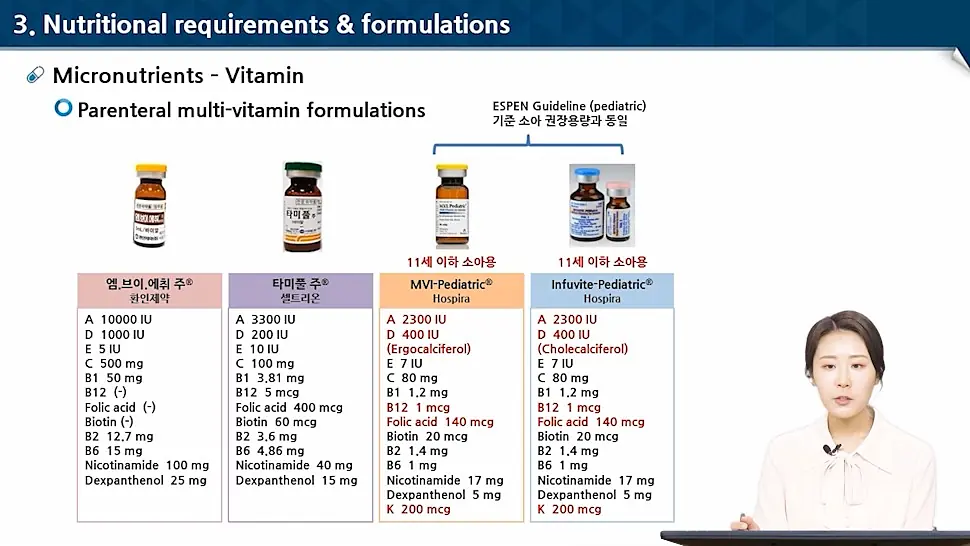 3. Nutritional requirements & formulations
Micronutrients - Vitamin
Parenteral multi-vitamin formulations
ESPEN Guideline (pediatric)
기준 소아 권장용량과 동일
타미풀
MVI Pediatric
11세 이하 소아용
11세 이하 소아용
엠.브이.에취 주®
환인제약
A 10000 IU
D 1000 IU
E 5 IU
C 500 mg
B1 50 mg
B12 (-)
Folic acid (-)
Biotin (-)
B2 12.7 mg
B6 15 mg
Nicotinamide 100 mg
Dexpanthenol 25 mg
타미풀 주®
셀트리온
A 3300 IU
D 200 IU
E 10 IU
C 100 mg
B1 3.81 mg
B12 5 mcg
Folic acid 400 mcg
Biotin 60 mcg
B2 3.6 mg
B6 4.86 mg
Nicotinamide 40 mg
Dexpanthenol 15 mg
MVI-Pediatric®
Hospira
A 2300 IU
D 400 IU
(Ergocalciferol)
E 7 IU
C 80 mg
B1 1.2 mg
B12 1 mcg
Folic acid 140 mcg
Biotin 20 mcg
B2 1.4 mg
B6 1 mg
Nicotinamide 17 mg
Dexpanthenol 5 mg
K 200 mcg
Infuvite-Pediatric®
Hospira
A 2300 IU
D 400 IU
(Cholecalciferol)
E 7 IU
C 80 mg
B1 1.2 mg
B12 1 mcg
Folic acid 140 mcg
Biotin 20 mcg
B2 1.4 mg
B6 1 mg
Nicotinamide 17 mg
Dexpanthenol 5 mg
K 200 mcg